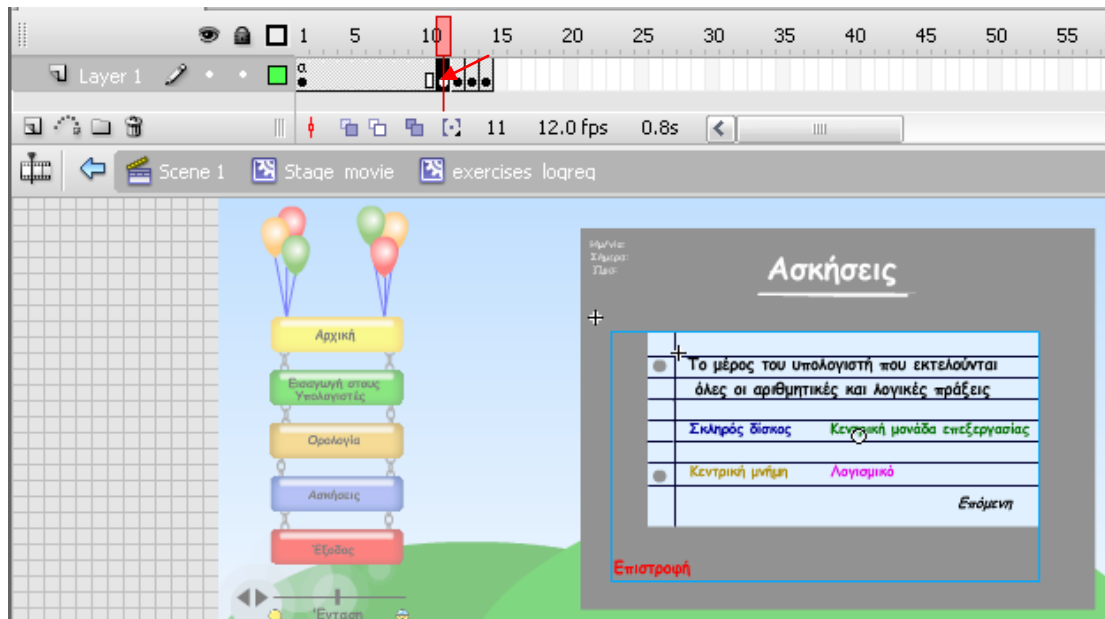 1 5 10 15 20 25 30 35 40 45 50 55
Layer 1
α
11 12.0 fps 0.8s
Scene 1 Stage movie exercises logreq
Αρχική
Εισαγωγή στους
Υπολογιστές
Ορολογία
Ασκήσεις
Έξοδος
Ένταση
Ημ/νία:
Σήμερα:
Ασκήσεις
Το μέρος του υπολογιστή που εκτελούνται
όλες οι αριθμητικές και λογικές πράξεις
Σκληρός δίσκος Κεντρική μονάδα επεξεργασίας
Κεντρική μνήμη Λογισμικό
Επόμενη
Επιστροφή